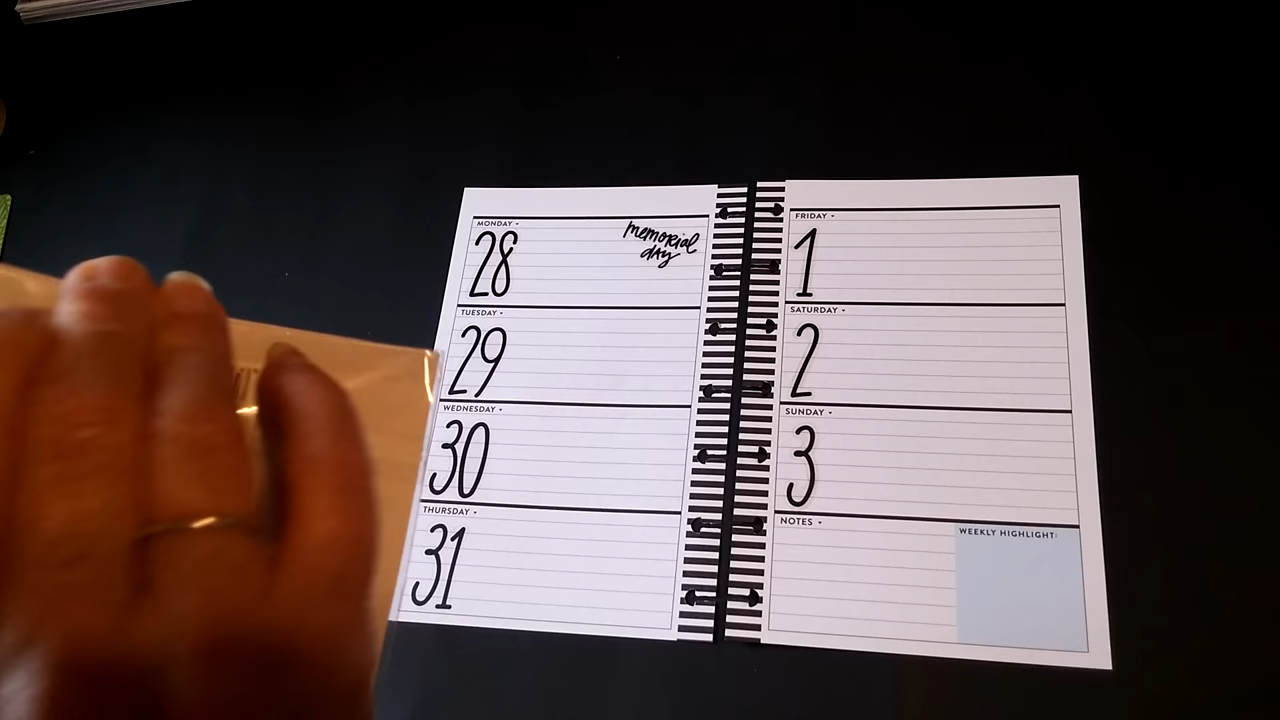 MONDAY
28
memorial
day
TUESDAY
29
WEDNESDAY
30
THURSDAY
31
FRIDAY
1
SATURDAY
2
SUNDAY
3
NOTES
WEEKLY HIGHLIGHT: